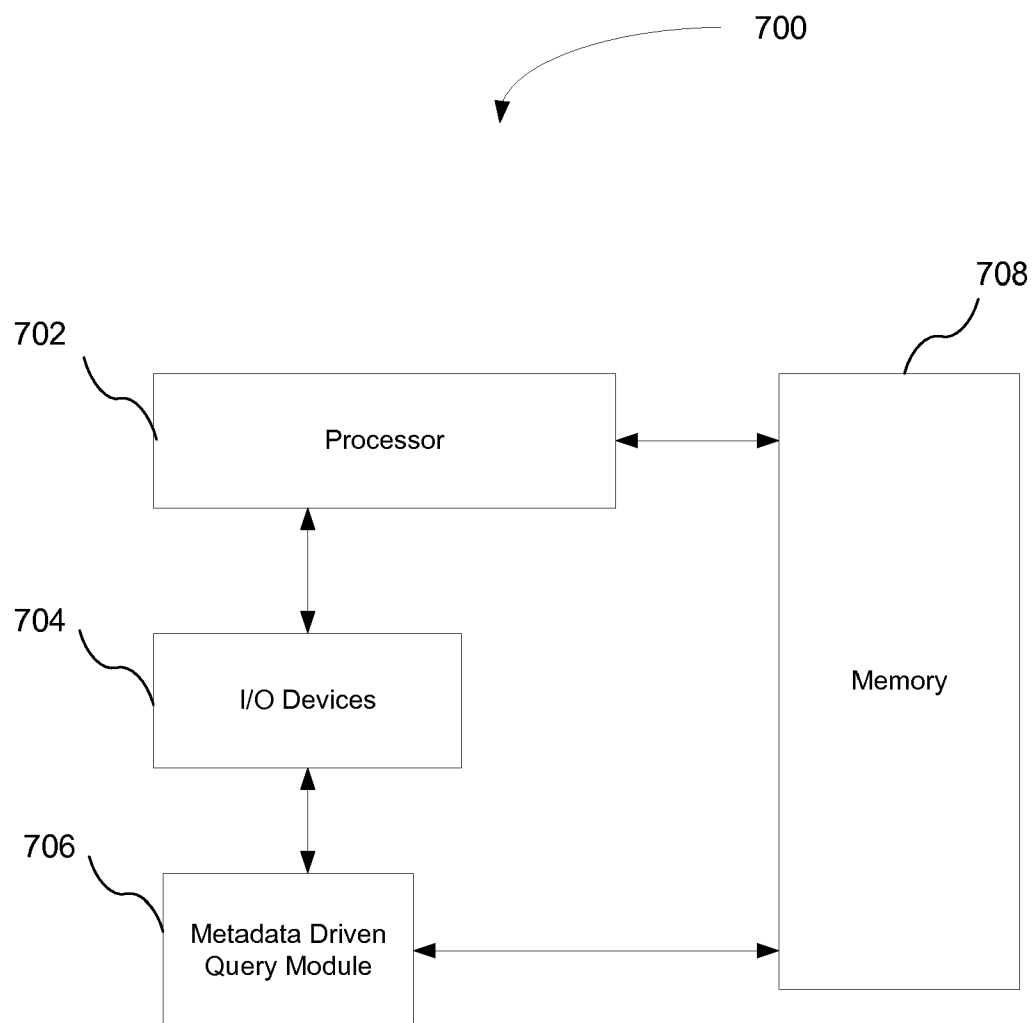 700
708
702
Processor
704
I/O Devices
Memory
706
Metadata Driven
Query Module